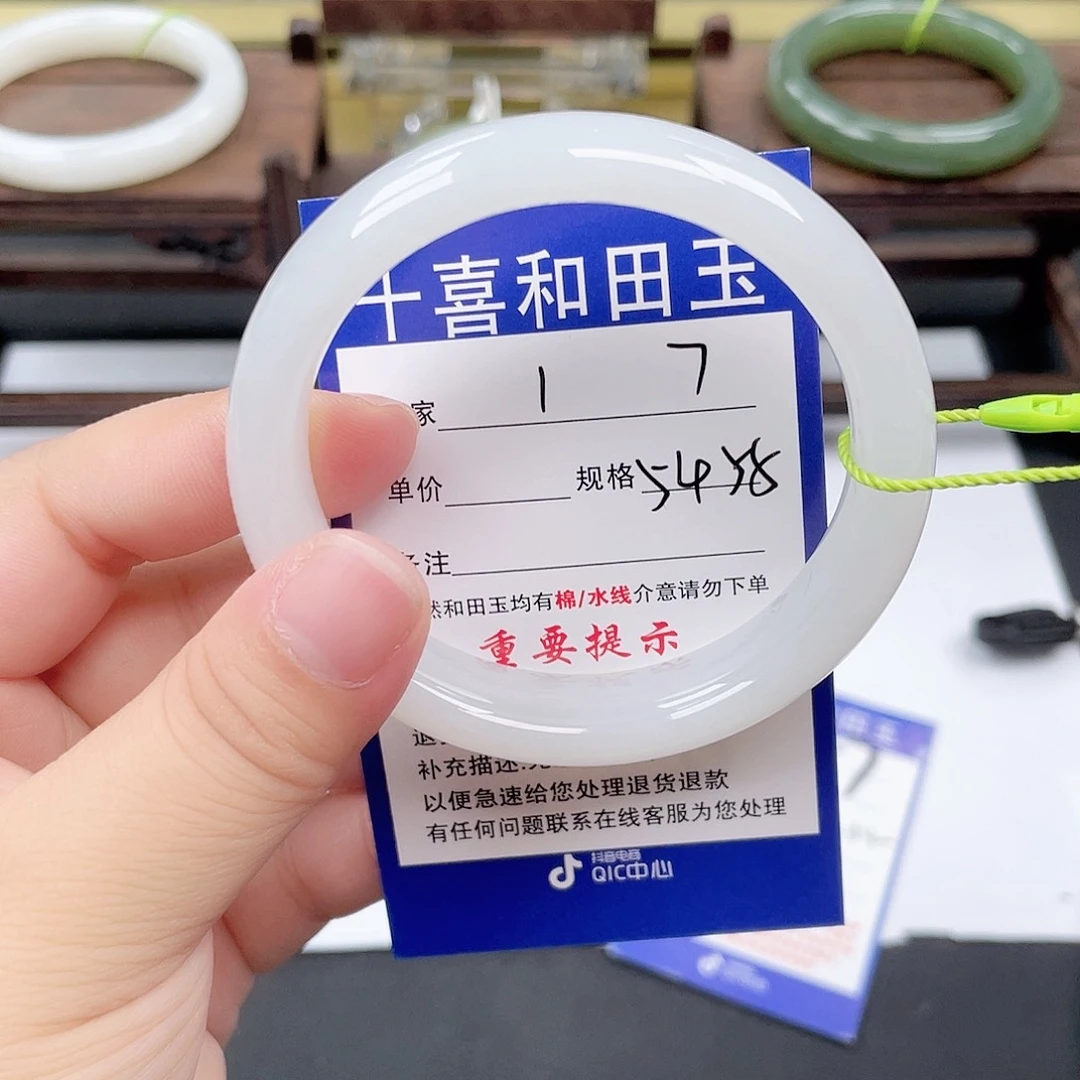 十喜和田玉
家 1 7
单价 规格 54 58
备注
然和田玉均有棉/水线介意请勿下单
重要提示
补充描述:
以便急速给您处理退货退款
有任何问题联系在线客服为您处理
抖音电商
QIC中心
7